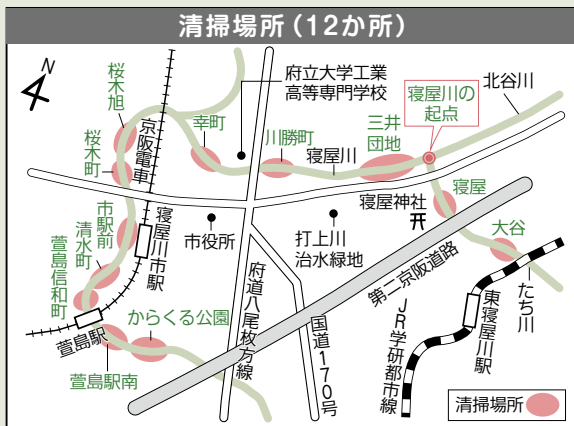 清掃場所（12か所）
N
府立大学工業
高等専門学校
寝屋川の
起点
北谷川
桜木旭
京阪電車
幸町
川勝町
三井
団地
桜木町
寝屋川
寝屋神社
寝屋
大谷
市駅前
寝屋川市駅
市役所
打上川
治水緑地
清水町
萱島信和町
第二京阪道路
たち川
萱島駅
からくる公園
府道八尾枚方線
国道170号
JR学研都市線
東寝屋川駅
萱島駅南
清掃場所